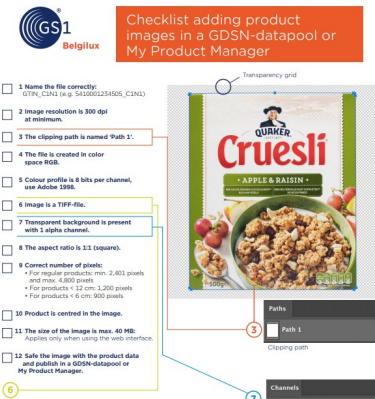 GS1
Belgilux
Checklist adding product
images in a GDSN-datapool or
My Product Manager
Transparency grid
1 Name the file correctly:
GTIN_C1N1 (e.g. 5410001234505_C1N1)
2 Image resolution is 300 dpi
at minimum.
3 The clipping path is named 'Path 1'.
4 The file is created in color
space RGB.
5 Colour profile is 8 bits per channel,
use Adobe 1998.
6 Image is a TIFF-file.
7 Transparent background is present
with 1 alpha channel.
8 The aspect ratio is 1:1 (square).
9 Correct number of pixels:
• For regular products: min. 2,401 pixels
and max. 4,800 pixels
• For products < 12 cm: 1,200 pixels
• For products < 6 cm: 900 pixels
10 Product is centred in the image.
11 The size of the image is max. 40 MB:
Applies only when using the web interface.
12 Safe the image with the product data
and publish in a GDSN-datapool or
My Product Manager.
6
QUAKER
Cruesli
• APPLE & RAISIN •
500g
3
Paths
Path 1
Clipping path
7
Channels